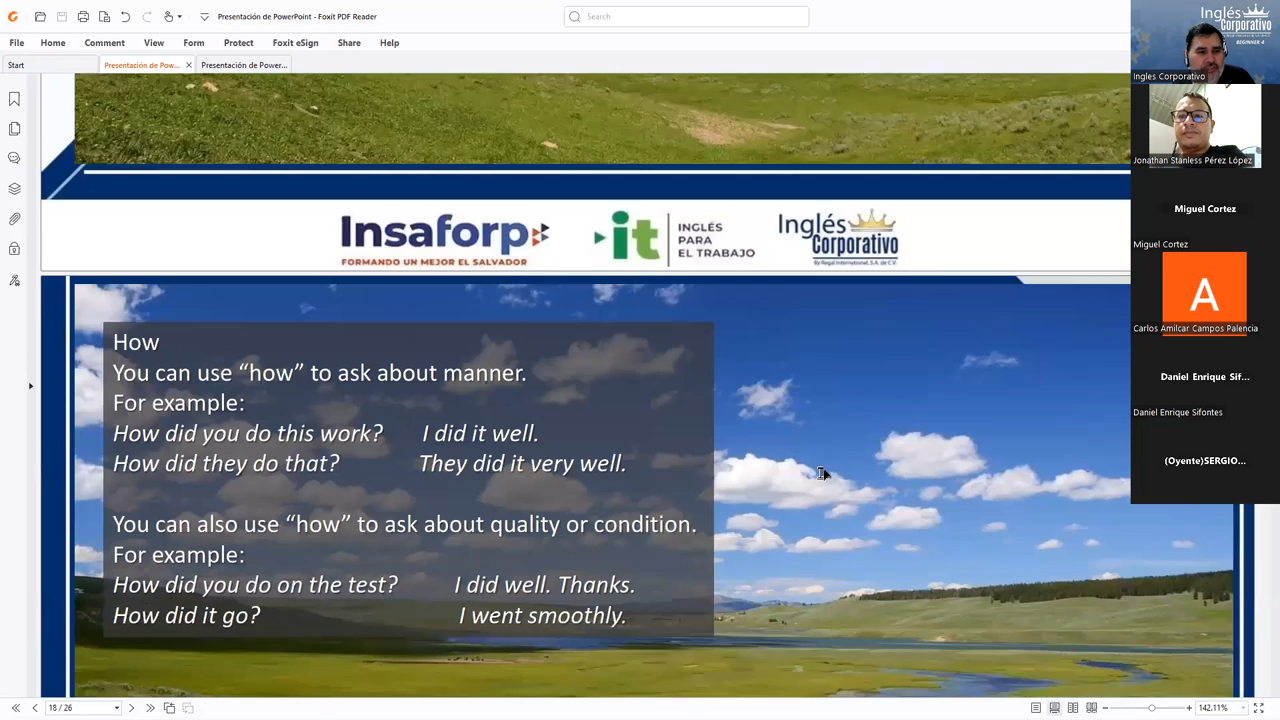 Presentación de PowerPoint - Foxit PDF Reader
Search
File Home Comment View Form Protect Foxit eSign Share Help
Start
Presentación de Pow...
Presentación de Power...
Inglés
Corporativo
BEGINNER 4
Ingles Corporativo
Jonathan Stanless Pérez López
Miguel Cortez
Miguel Cortez
A
Carlos Amilcar Campos Palencia
Daniel Enrique Sif...
Daniel Enrique Sifontes
(Oyente)SERGIO...
Insaforp
FORMANDO UN MEJOR EL SALVADOR
it
INGLÉS
PARA
EL TRABAJO
Inglés
Corporativo
By Regal International, S.A. de C.V.
How
You can use “how” to ask about manner.
For example:
How did you do this work? I did it well.
How did they do that? They did it very well.
You can also use “how” to ask about quality or condition.
For example:
How did you do on the test? I did well. Thanks.
How did it go? I went smoothly.
18 / 26
142.11%